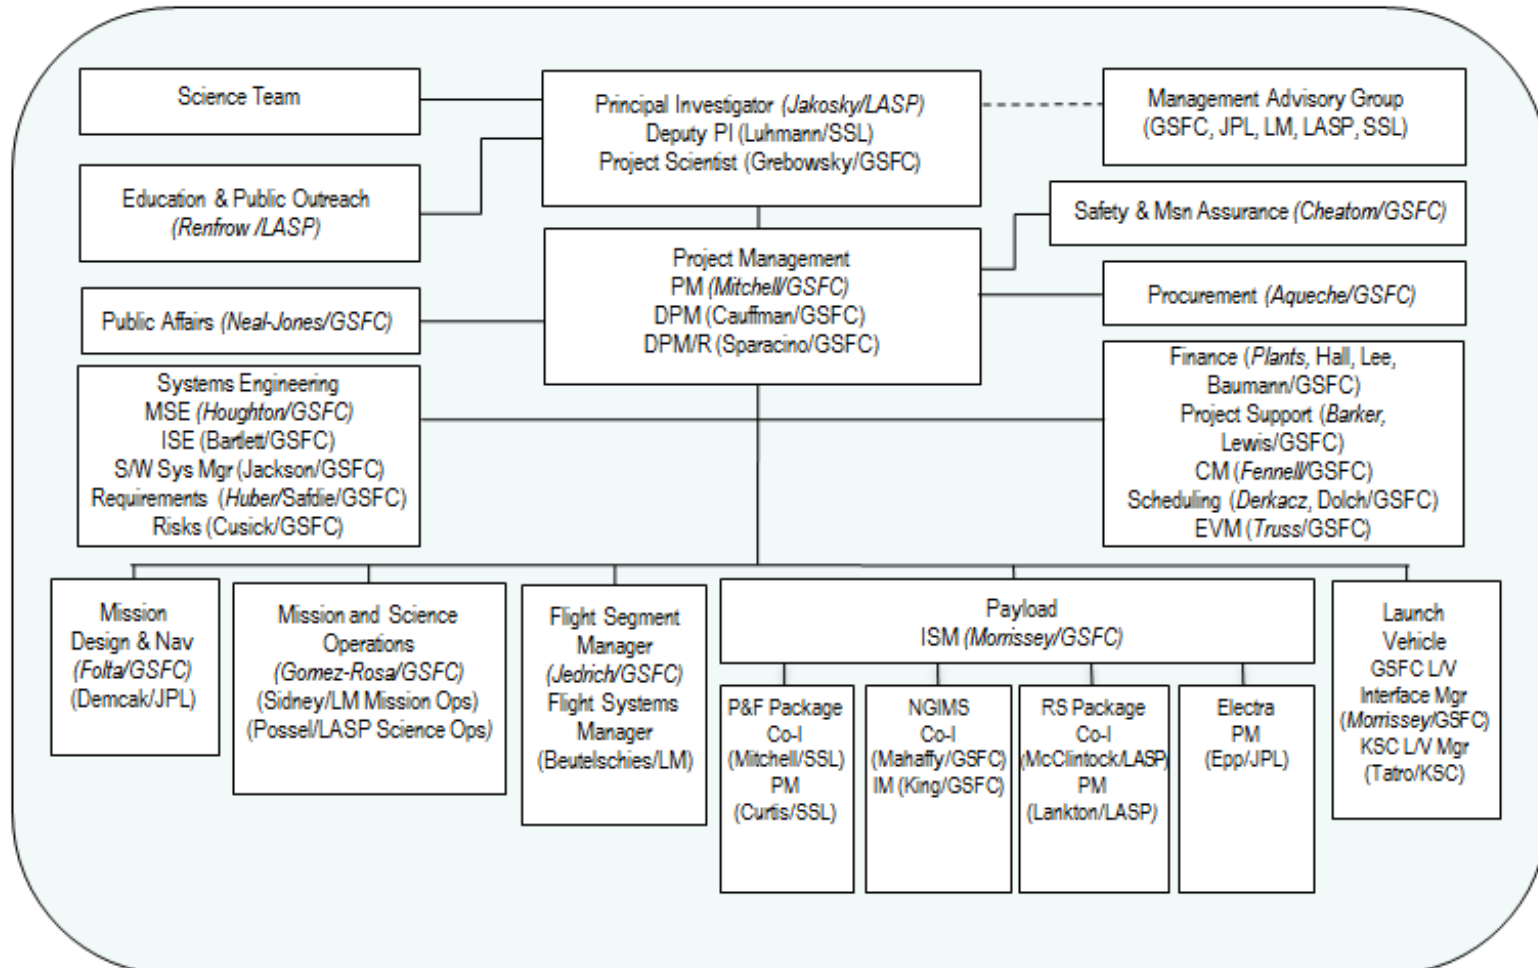 Science Team
Principal Investigator (Jakosky/LASP)
Deputy PI (Luhmann/SSL)
Project Scientist (Grebowsky/GSFC)
Management Advisory Group
(GSFC, JPL, LM, LASP, SSL)
Education & Public Outreach
(Renfrow /LASP)
Safety & Msn Assurance (Cheatom/GSFC)
Project Management
PM (Mitchell/GSFC)
DPM (Cauffman/GSFC)
DPM/R (Sparacino/GSFC)
Procurement (Aqueche/GSFC)
Public Affairs (Neal-Jones/GSFC)
Systems Engineering
MSE (Houghton/GSFC)
ISE (Bartlett/GSFC)
S/W Sys Mgr (Jackson/GSFC)
Requirements (Huber/Safdie/GSFC)
Risks (Cusick/GSFC)
Finance (Plants, Hall, Lee,
Baumann/GSFC)
Project Support (Barker,
Lewis/GSFC)
CM (Fennell/GSFC)
Scheduling (Derkacz, Dolch/GSFC)
EVM (Truss/GSFC)
Mission
Design & Nav
(Folta/GSFC)
(Demcak/JPL)
Mission and Science
Operations
(Gomez-Rosa/GSFC)
(Sidney/LM Mission Ops)
(Possel/LASP Science Ops)
Flight Segment
Manager
(Jedrich/GSFC)
Flight Systems
Manager
(Beutelschies/LM)
Payload
ISM (Morrissey/GSFC)
P&F Package
Co-I
(Mitchell/SSL)
PM
(Curtis/SSL)
NGIMS
Co-I
(Mahaffy/GSFC)
IM (King/GSFC)
RS Package
Co-I
(McClintock/LASP)
PM
(Lankton/LASP)
Electra
PM
(Epp/JPL)
Launch
Vehicle
GSFC L/V
Interface Mgr
(Morrissey/GSFC)
KSC L/V Mgr
(Tatro/KSC)